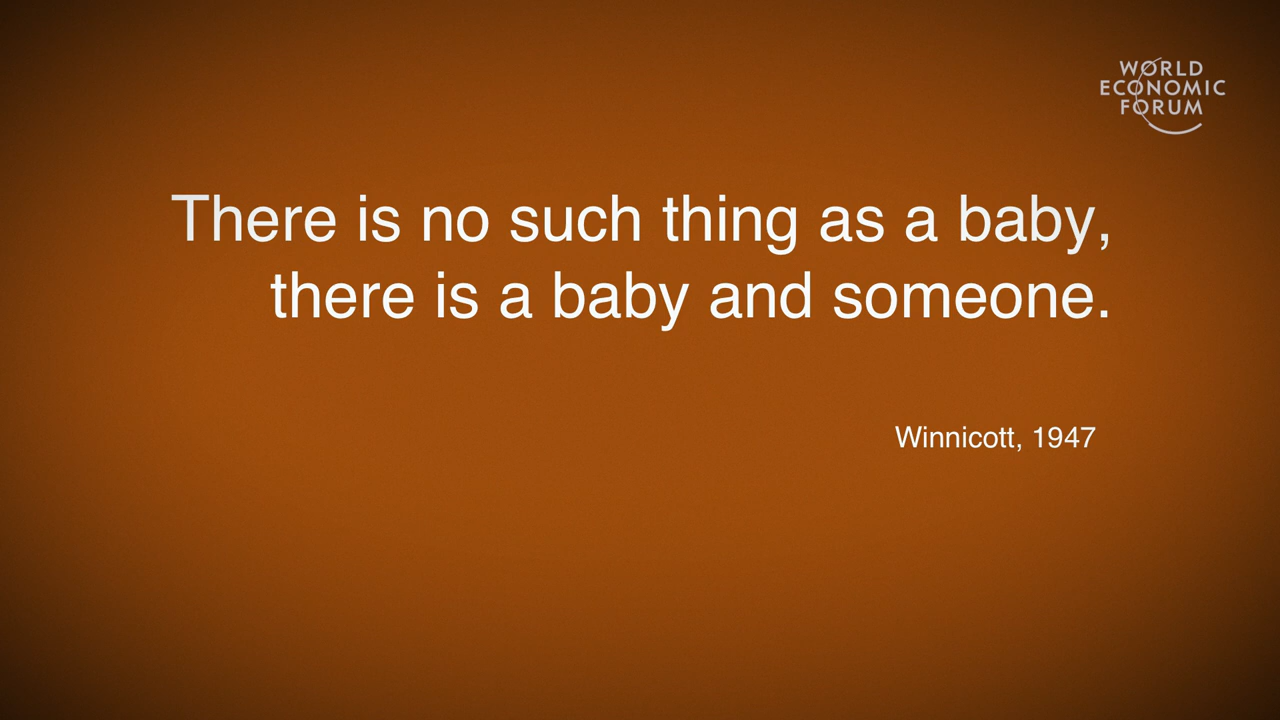 WORLD
ECONOMIC
FORUM
There is no such thing as a baby,
there is a baby and someone.
Winnicott, 1947